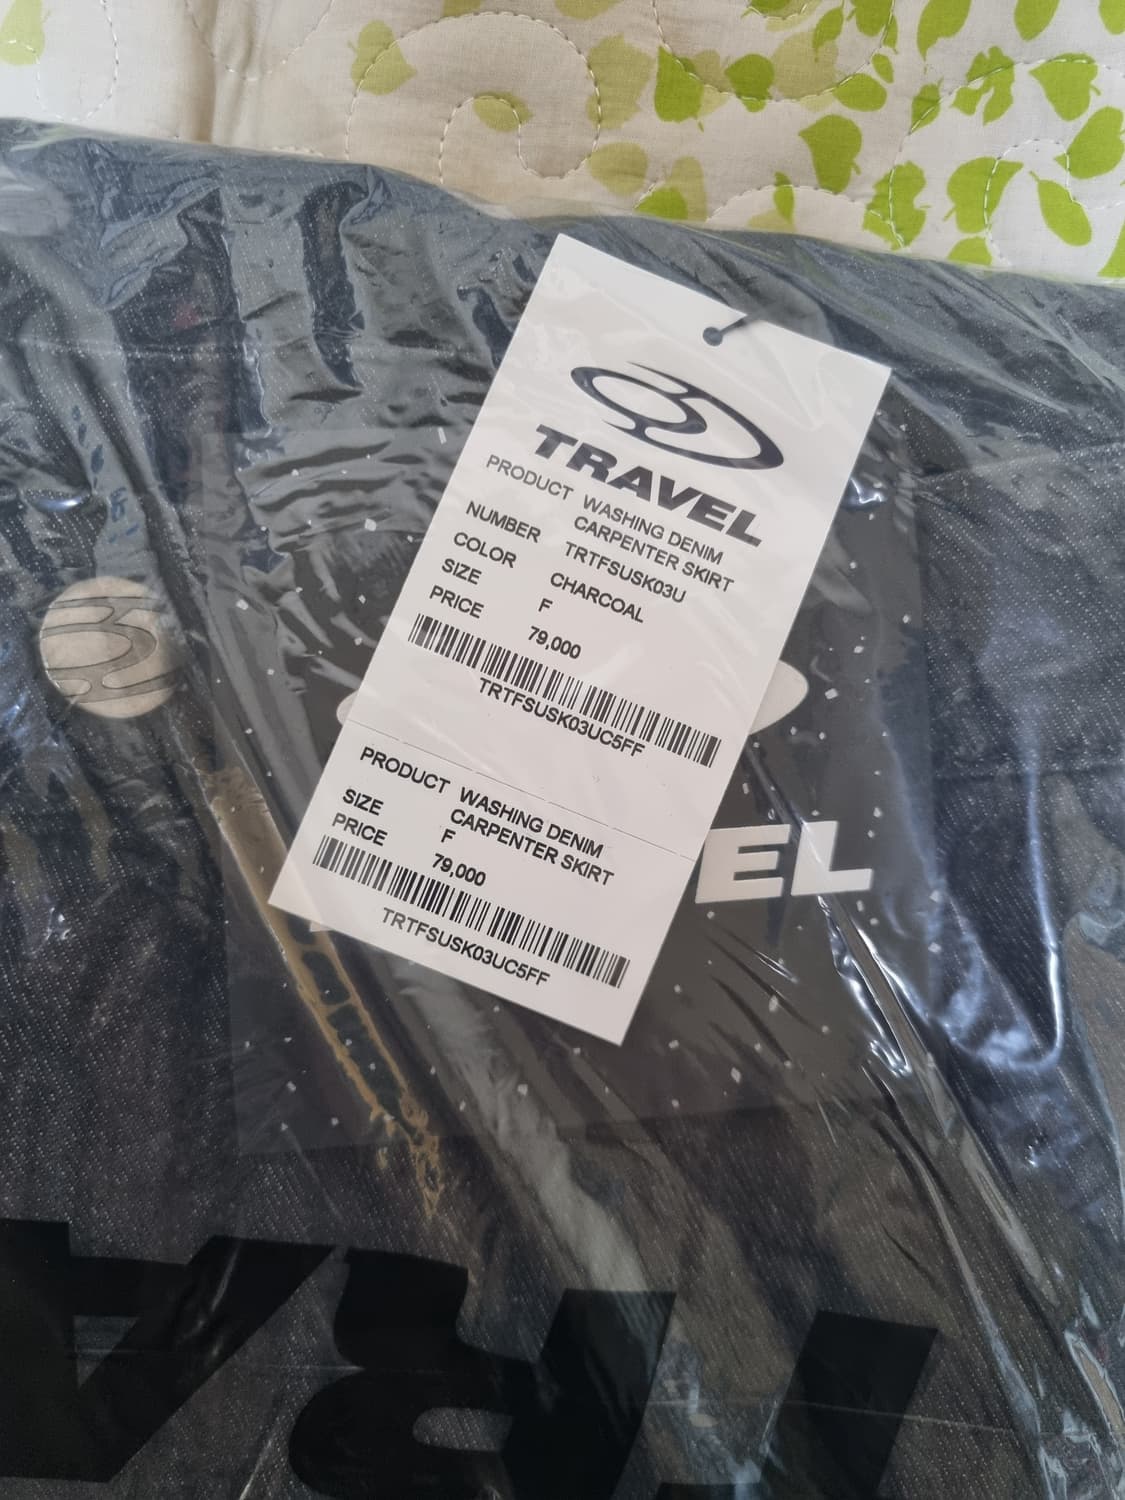 TRAVEL
PRODUCT WASHING DENIM
CARPENTER SKIRT
NUMBER TRTFSUSK03U
COLOR CHARCOAL
SIZE F
PRICE 79,000
TRTFSUSK03UC5FF
PRODUCT WASHING DENIM
CARPENTER SKIRT
SIZE F
PRICE 79,000
TRTFSUSK03UC5FF
EL
TRA